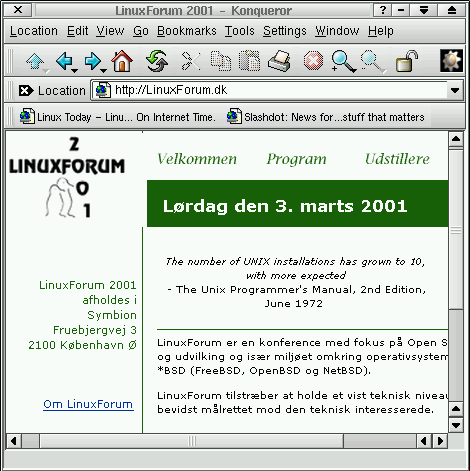 LinuxForum 2001 - Konqueror
Location Edit View Go Bookmarks Tools Settings Window Help
Location http://LinuxForum.dk
Linux Today - Linu... On Internet Time. Slashdot: News for...stuff that matters
2
LINUXFORUM
0
1
Velkommen Program Udstillere
Lørdag den 3. marts 2001
The number of UNIX installations has grown to 10,
with more expected
- The Unix Programmer's Manual, 2nd Edition,
June 1972
LinuxForum 2001
afholdes i
Symbion
Fruebjergvej 3
2100 København Ø
Om LinuxForum
LinuxForum er en konference med fokus på Open S
og udvilking og især miljøet omkring operativsystem
*BSD (FreeBSD, OpenBSD og NetBSD).
LinuxForum tilstræber at holde et vist teknisk niveau
bevidst målrettet mod den teknisk interesserede.